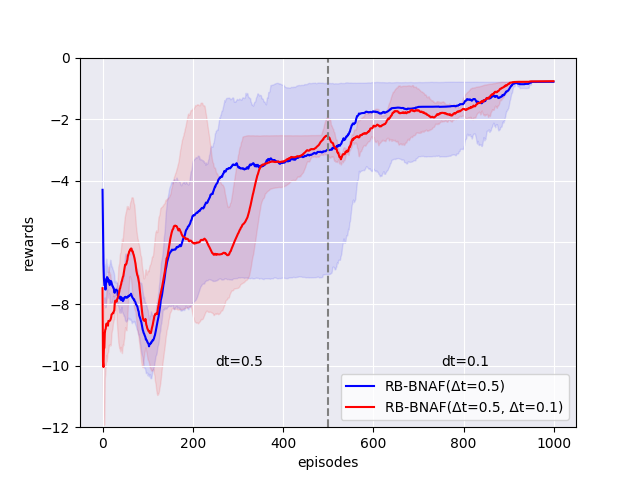 0
−2
−4
−6
−8
−10
−12
rewards
dt=0.5
dt=0.1
RB-BNAF(Δt=0.5)
RB-BNAF(Δt=0.5, Δt=0.1)
0 200 400 600 800 1000
episodes